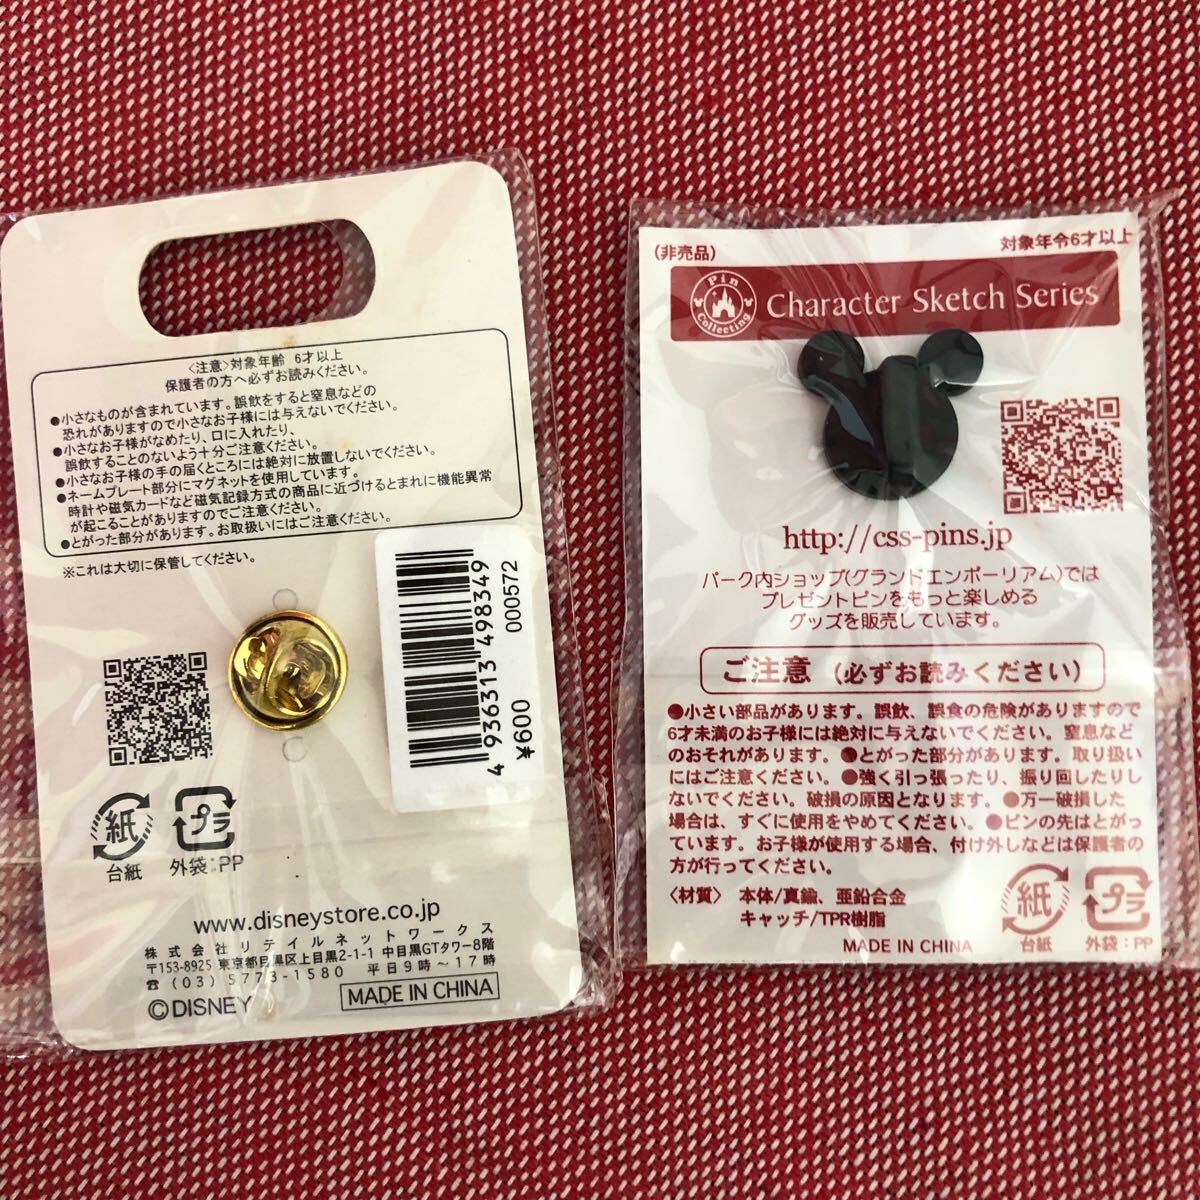 〈注意〉対象年齢 6才以上
保護者の方へ必ずお読みください。
●小さなものが含まれています。誤飲をすると窒息などの
恐れがありますので小さなお子様には与えないでください。
●小さなお子様がなめたり、口に入れたり、
誤飲することのないよう十分ご注意ください。
●小さなお子様の手の届くところには絶対に放置しないでください。
●ネームプレート部分にマグネットを使用しています。
時計や磁気カードなど磁気記録方式の商品に近づけるとまれに機能異常
が起こることがありますのでご注意ください。
●とがった部分があります。お取扱いにはご注意ください。
※これは大切に保管してください。
4 936313 498349
000572
¥600
紙
台紙
プラ
外袋:PP
www.disneystore.co.jp
株式会社リテイルネットワークス
〒153-8925 東京都目黒区上目黒2-1-1 中目黒GTタワー8階
☎(03)5773-1580 平日9時～17時
©DISNEY
MADE IN CHINA
(非売品)
対象年令6才以上
Pin Collecting
Character Sketch Series
http://css-pins.jp
パーク内ショップ(グランドエンポーリアム)では
プレゼントピンをもっと楽しめる
グッズを販売しています。
ご注意 (必ずお読みください)
●小さい部品があります。誤飲、誤食の危険がありますので
6才未満のお子様には絶対に与えないでください。窒息など
のおそれがあります。●とがった部分があります。取り扱い
にはご注意ください。●強く引っ張ったり、振り回したりし
ないでください。破損の原因となります。●万一破損した
場合は、すぐに使用をやめてください。●ピンの先はとがっ
ています。お子様が使用する場合、付け外しなどは保護者の
方が行ってください。
〈材質〉 本体/真鍮、亜鉛合金
キャッチ/TPR樹脂
MADE IN CHINA
紙
台紙
プラ
外袋:PP